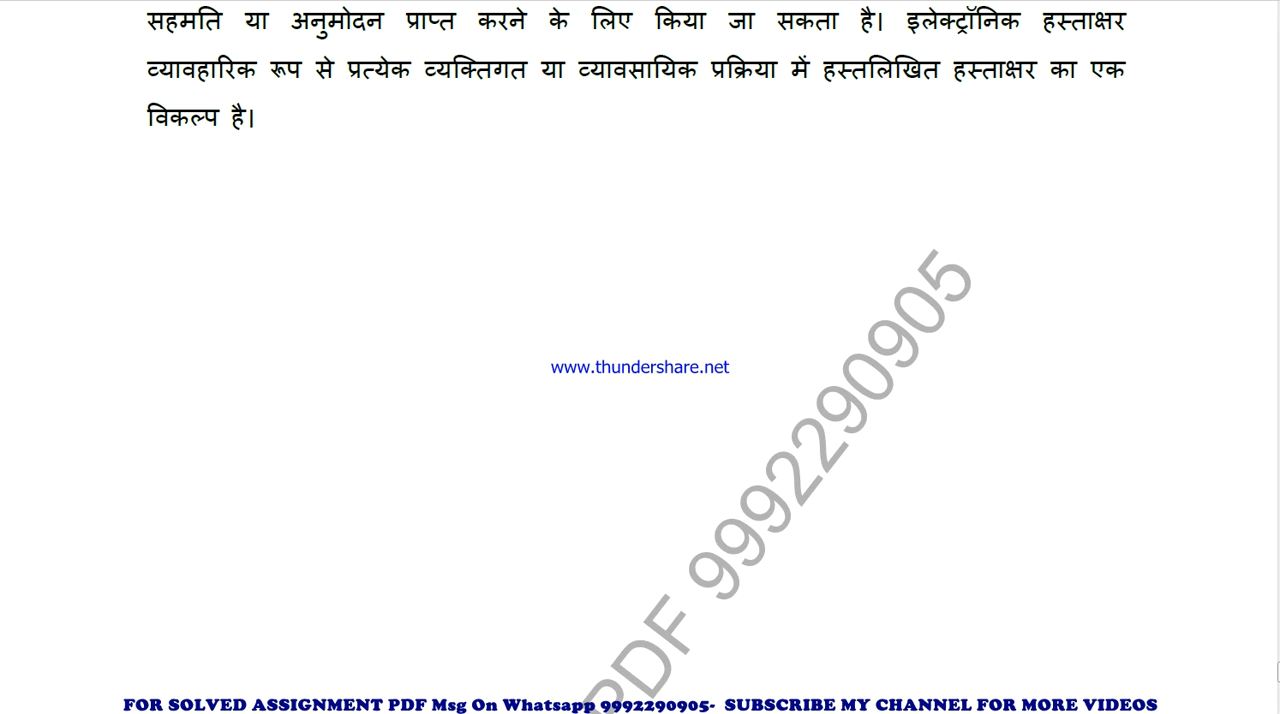 सहमति या अनुमोदन प्राप्त करने के लिए किया जा सकता है। इलेक्ट्रॉनिक हस्ताक्षर
व्यावहारिक रूप से प्रत्येक व्यक्तिगत या व्यावसायिक प्रक्रिया में हस्तलिखित हस्ताक्षर का एक
विकल्प है।
www.thundershare.net
PDF 9992290905
FOR SOLVED ASSIGNMENT PDF Msg On Whatsapp 9992290905- SUBSCRIBE MY CHANNEL FOR MORE VIDEOS